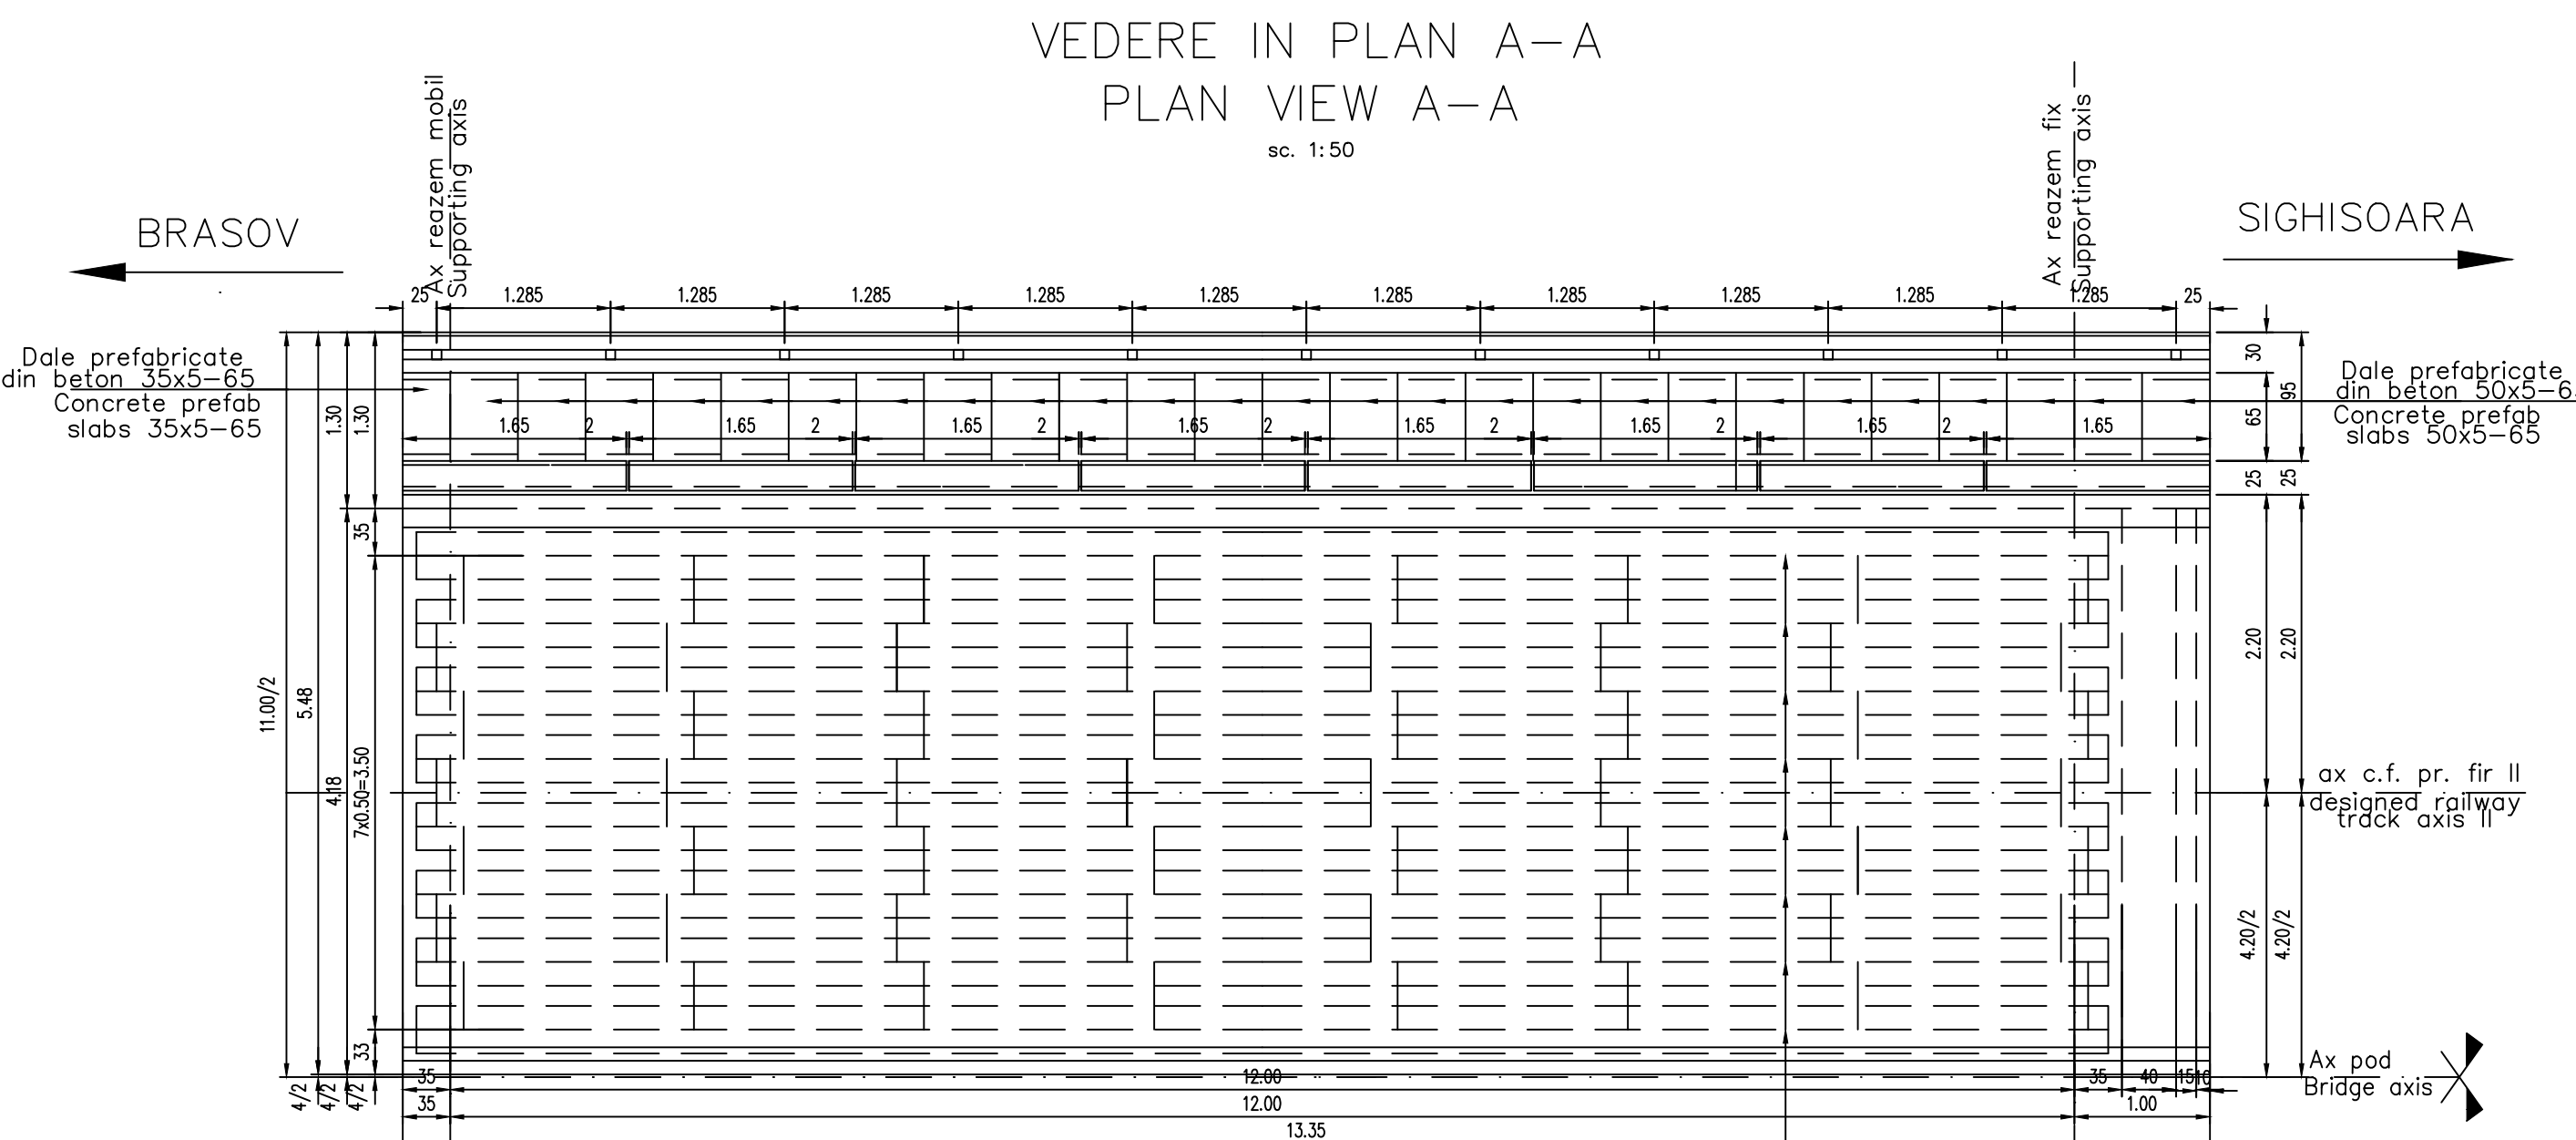 VEDERE IN PLAN A-A
PLAN VIEW A-A
sc. 1:50
Ax reazem mobil
Supporting axis
Ax reazem fix
Supporting axis
BRASOV
SIGHISOARA
25 1.285 1.285 1.285 1.285 1.285 1.285 1.285 1.285 1.285 1.285 25
Dale prefabricate
din beton 35x5-65
Concrete prefab
slabs 35x5-65
Dale prefabricate
din beton 50x5-6
Concrete prefab
slabs 50x5-65
1.65 2 1.65 2 1.65 2 1.65 2 1.65 2 1.65 2 1.65 2 1.65
11.00/2
5.48
1.30
1.30
4.18
35
7x0.50=3.50
33
4/2
4/2
4/2
30
65
95
25
25
2.20
2.20
4.20/2
4.20/2
ax c.f. pr. fir II
designed railway
track axis II
Ax pod
Bridge axis
35 12.00 35 40 15 10
35 12.00 1.00
13.35